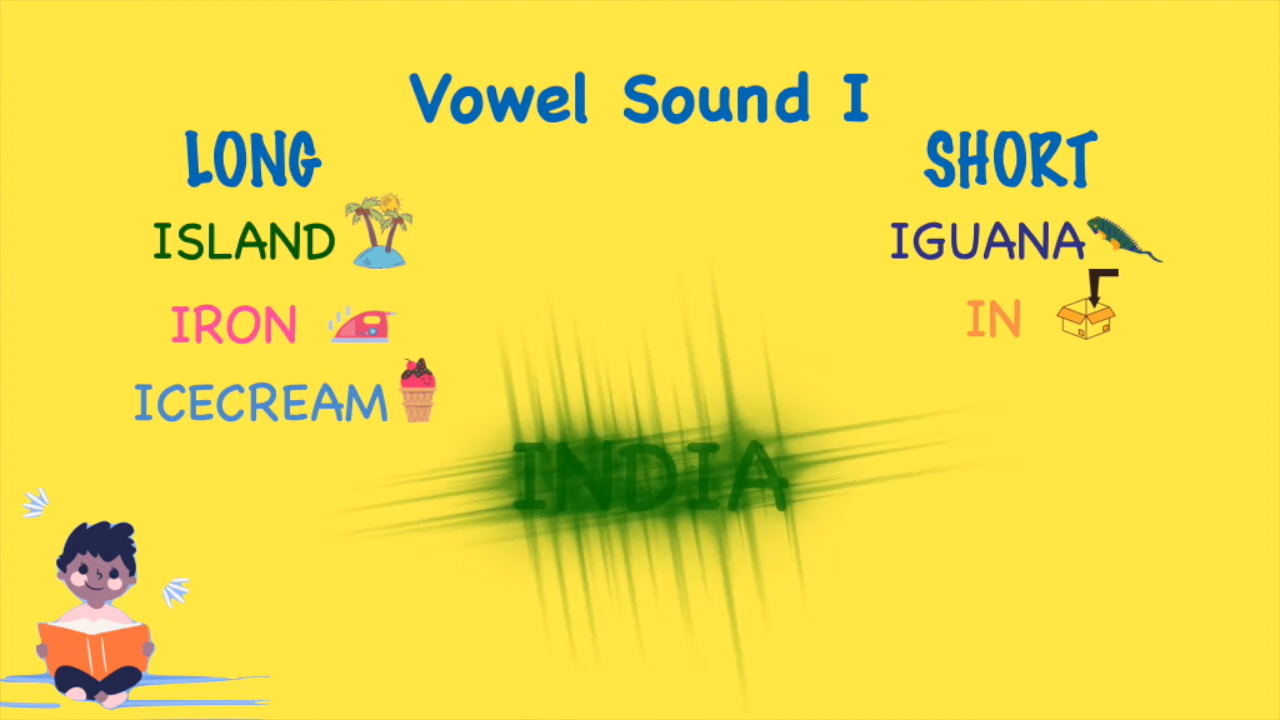 Vowel Sound I
LONG
ISLAND
IRON
ICECREAM
SHORT
IGUANA
IN
INDIA